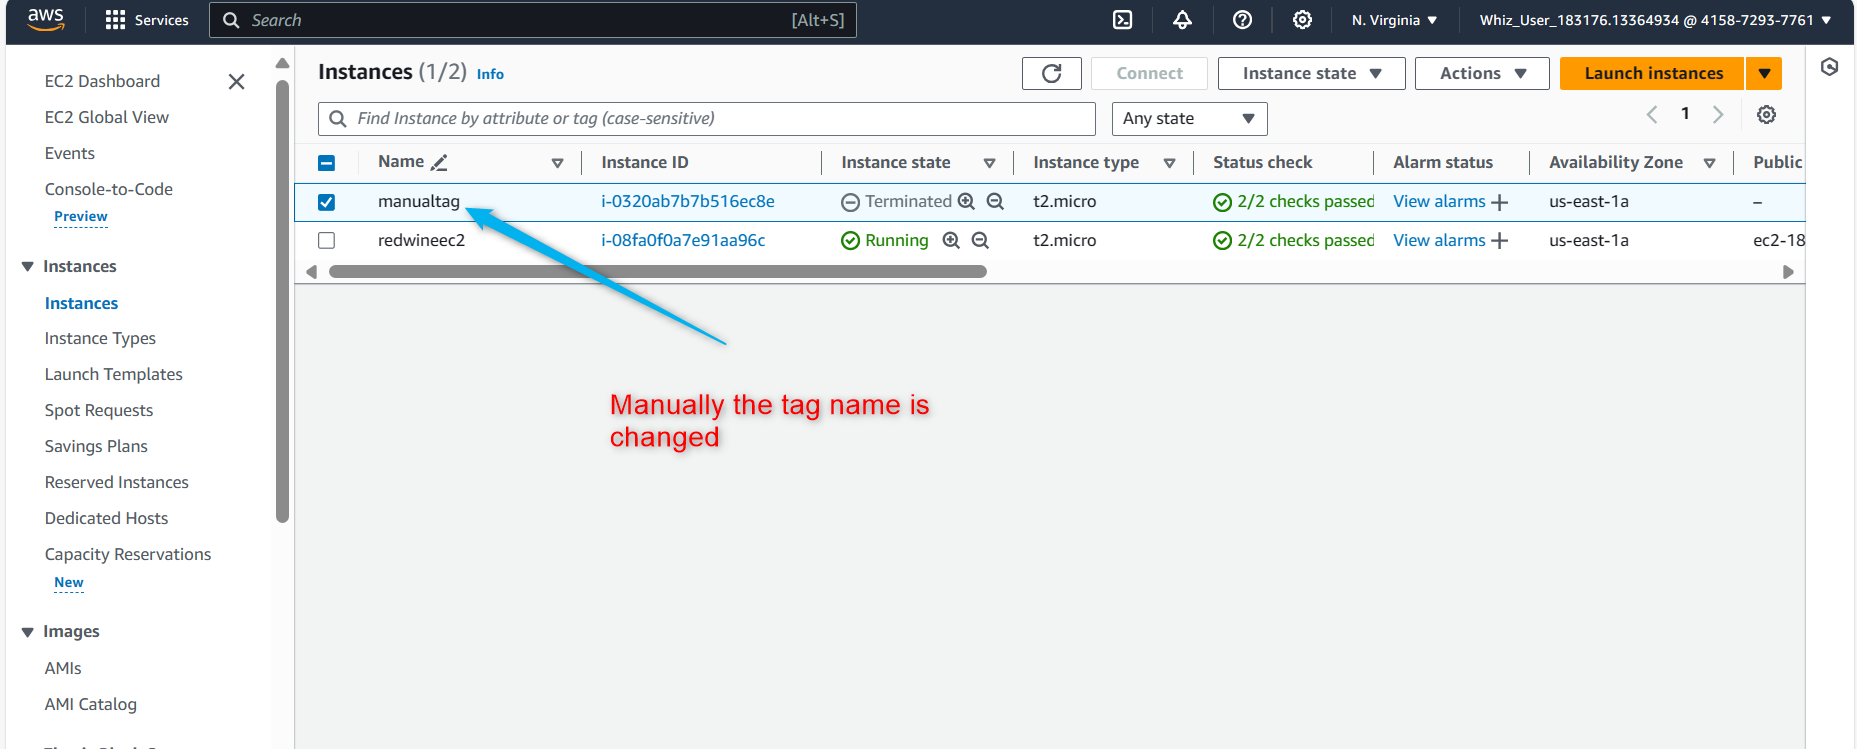 aws
Services
Search
[Alt+S]
N. Virginia
Whiz_User_183176.13364934 @ 4158-7293-7761
EC2 Dashboard
EC2 Global View
Events
Console-to-Code
Preview
Instances
Instances
Instance Types
Launch Templates
Spot Requests
Savings Plans
Reserved Instances
Dedicated Hosts
Capacity Reservations
New
Images
AMIs
AMI Catalog
Instances (1/2) Info
Connect
Instance state
Actions
Launch instances
Find Instance by attribute or tag (case-sensitive)
Any state
1
Name Instance ID Instance state Instance type Status check Alarm status Availability Zone Public
manualtag i-0320ab7b7b516ec8e Terminated t2.micro 2/2 checks passed View alarms + us-east-1a –
redwineec2 i-08fa0f0a7e91aa96c Running t2.micro 2/2 checks passed View alarms + us-east-1a ec2-18
Manually the tag name is
changed